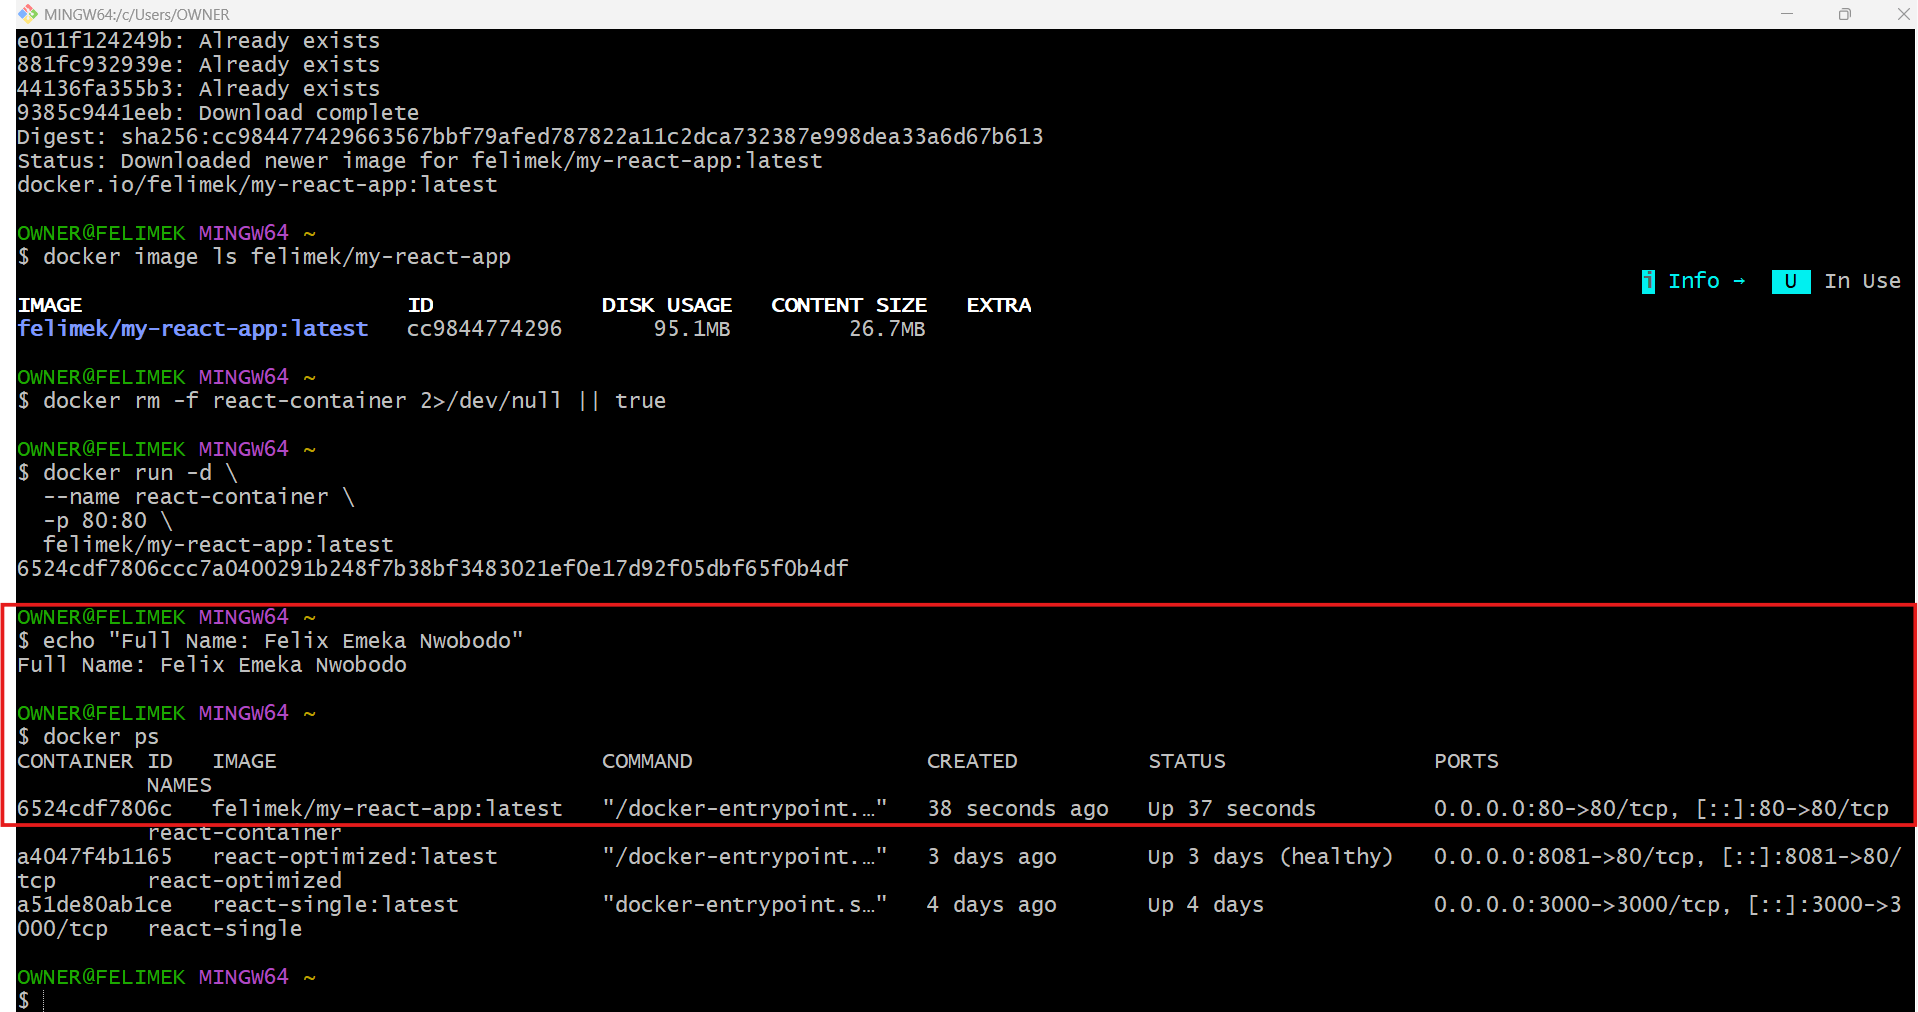 MINGW64:/c/Users/OWNER
e011f124249b: Already exists
881fc932939e: Already exists
44136fa355b3: Already exists
9385c9441eeb: Download complete
Digest: sha256:cc984477429663567bbf79afed787822a11c2dca732387e998dea33a6d67b613
Status: Downloaded newer image for felimek/my-react-app:latest
docker.io/felimek/my-react-app:latest
OWNER@FELIMEK MINGW64 ~
$ docker image ls felimek/my-react-app
i Info → U In Use
IMAGE ID DISK USAGE CONTENT SIZE EXTRA
felimek/my-react-app:latest cc9844774296 95.1MB 26.7MB
OWNER@FELIMEK MINGW64 ~
$ docker rm -f react-container 2>/dev/null || true
OWNER@FELIMEK MINGW64 ~
$ docker run -d \
--name react-container \
-p 80:80 \
felimek/my-react-app:latest
6524cdf7806ccc7a0400291b248f7b38bf3483021ef0e17d92f05dbf65f0b4df
OWNER@FELIMEK MINGW64 ~
$ echo "Full Name: Felix Emeka Nwobodo"
Full Name: Felix Emeka Nwobodo
OWNER@FELIMEK MINGW64 ~
$ docker ps
CONTAINER ID IMAGE COMMAND CREATED STATUS PORTS
NAMES
6524cdf7806c felimek/my-react-app:latest "/docker-entrypoint.…" 38 seconds ago Up 37 seconds 0.0.0.0:80->80/tcp, [::]:80->80/tcp
react-container
a4047f4b1165 react-optimized:latest "/docker-entrypoint.…" 3 days ago Up 3 days (healthy) 0.0.0.0:8081->80/tcp, [::]:8081->80/
tcp react-optimized
a51de80ab1ce react-single:latest "docker-entrypoint.s…" 4 days ago Up 4 days 0.0.0.0:3000->3000/tcp, [::]:3000->3
000/tcp react-single
OWNER@FELIMEK MINGW64 ~
$